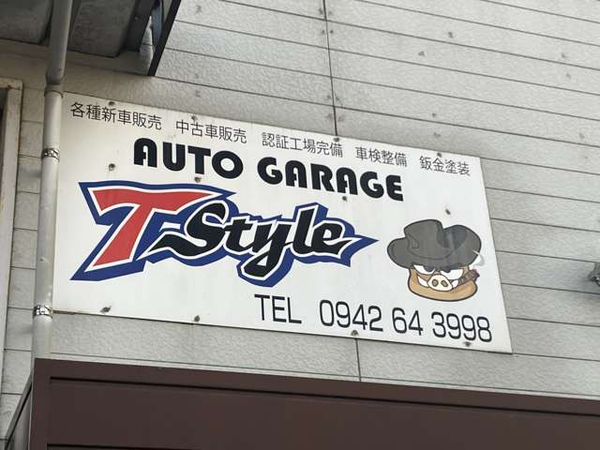 各種新車販売 中古車販売 認証工場完備 車検整備 鈑金塗装
AUTO GARAGE
T Style
TEL 0942 64 3998